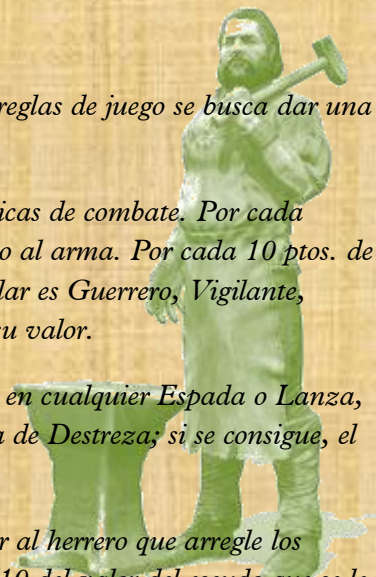 reglas de juego se busca dar una
icas de combate. Por cada
o al arma. Por cada 10 ptos. de
lar es Guerrero, Vigilante,
su valor.
en cualquier Espada o Lanza,
a de Destreza; si se consigue, el
r al herrero que arregle los